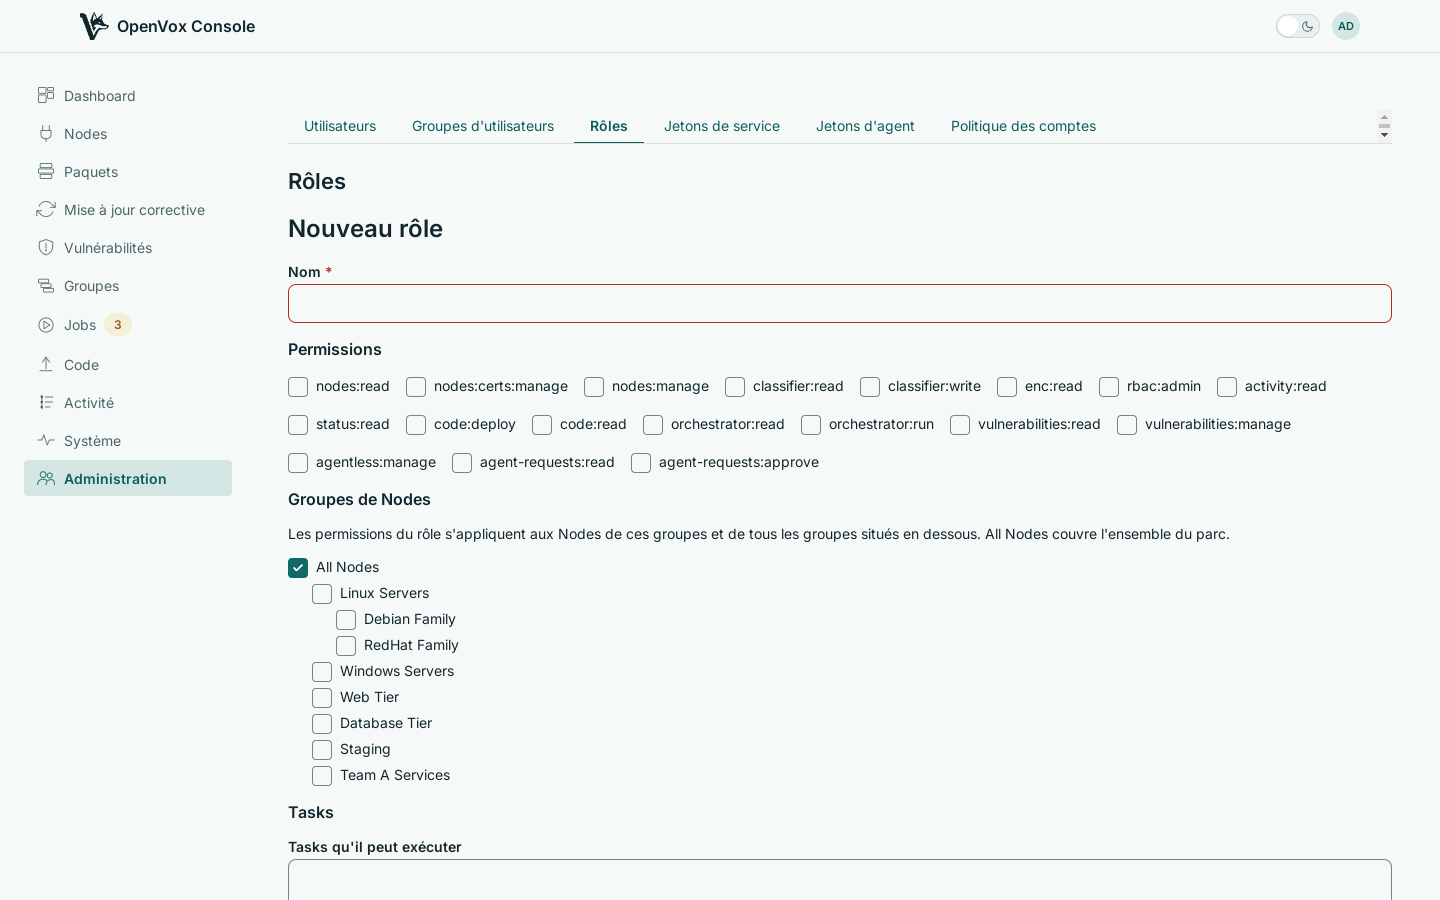 OpenVox Console
AD
Dashboard
Nodes
Paquets
Mise à jour corrective
Vulnérabilités
Groupes
Jobs 3
Code
Activité
Système
Administration
Utilisateurs Groupes d'utilisateurs Rôles Jetons de service Jetons d'agent Politique des comptes
Rôles
Nouveau rôle
Nom *
Permissions
nodes:read nodes:certs:manage nodes:manage classifier:read classifier:write enc:read rbac:admin activity:read
status:read code:deploy code:read orchestrator:read orchestrator:run vulnerabilities:read vulnerabilities:manage
agentless:manage agent-requests:read agent-requests:approve
Groupes de Nodes
Les permissions du rôle s'appliquent aux Nodes de ces groupes et de tous les groupes situés en dessous. All Nodes couvre l'ensemble du parc.
All Nodes
Linux Servers
Debian Family
RedHat Family
Windows Servers
Web Tier
Database Tier
Staging
Team A Services
Tasks
Tasks qu'il peut exécuter